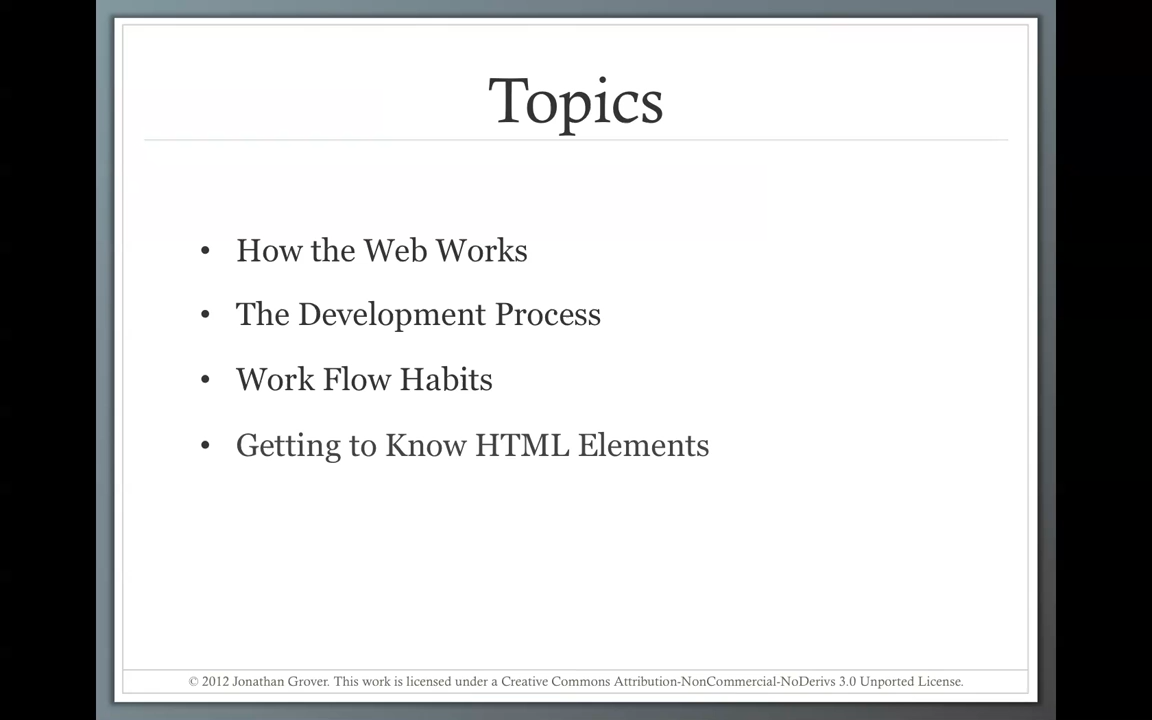 Topics
• How the Web Works
• The Development Process
• Work Flow Habits
• Getting to Know HTML Elements
© 2012 Jonathan Grover. This work is licensed under a Creative Commons Attribution-NonCommercial-NoDerivs 3.0 Unported License.